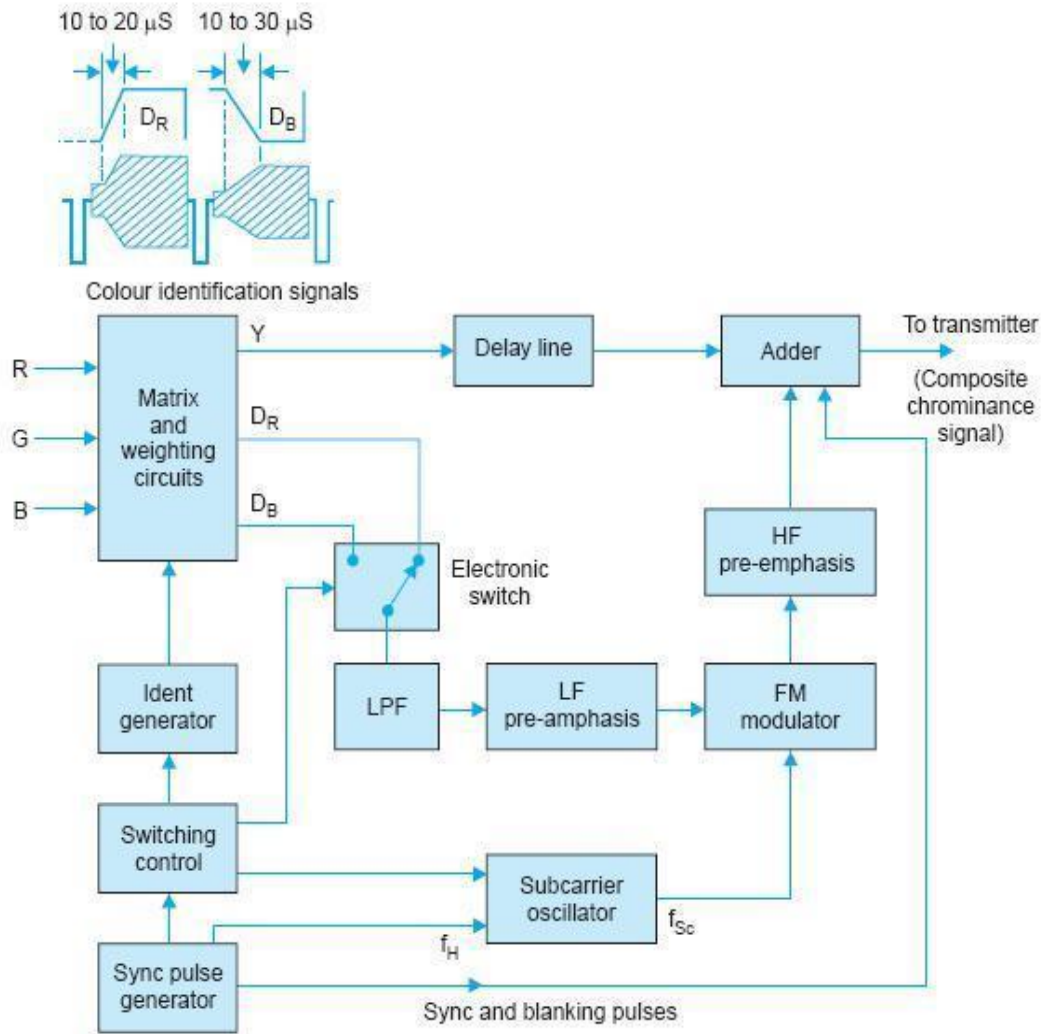 10 to 20 µS 10 to 30 µS
D_R D_B
Colour identification signals
R
G
B
Matrix
and
weighting
circuits
Y
D_R
D_B
Delay line
Adder
To transmitter
(Composite
chrominance
signal)
Electronic
switch
HF
pre-emphasis
Ident
generator
LPF
LF
pre-amphasis
FM
modulator
Switching
control
Subcarrier
oscillator
f_Sc
f_H
Sync pulse
generator
Sync and blanking pulses